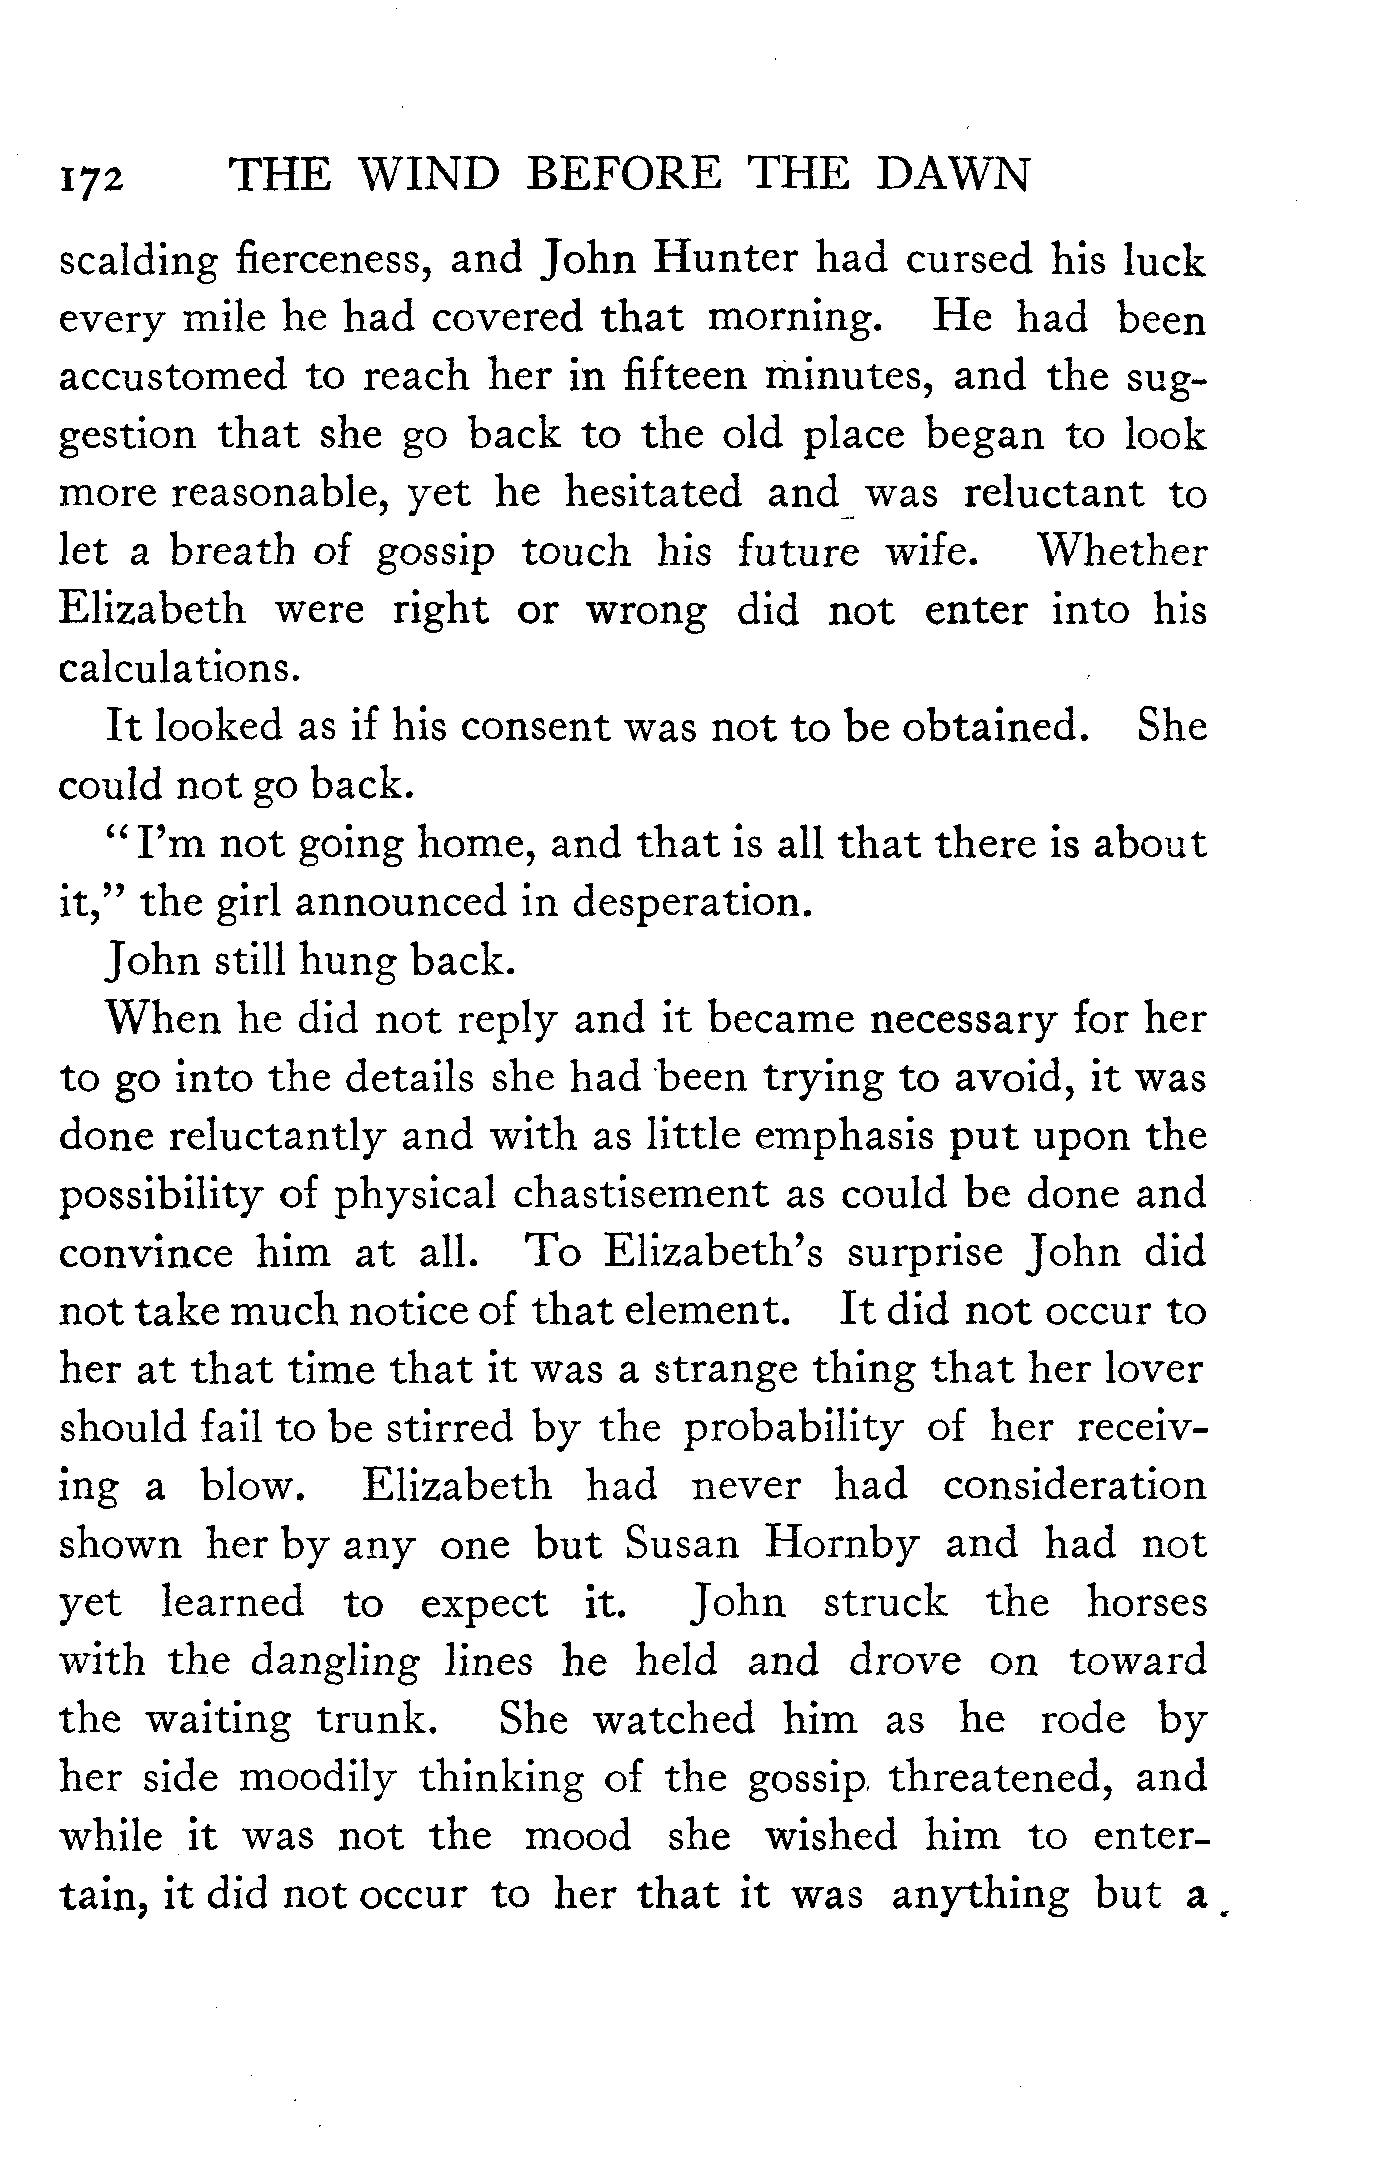 172 THE WIND BEFORE THE DAWN
scalding fierceness, and John Hunter had cursed his luck
every mile he had covered that morning. He had been
accustomed to reach her in fifteen minutes, and the sug-
gestion that she go back to the old place began to look
more reasonable, yet he hesitated and was reluctant to
let a breath of gossip touch his future wife. Whether
Elizabeth were right or wrong did not enter into his
calculations.
It looked as if his consent was not to be obtained. She
could not go back.
“I’m not going home, and that is all that there is about
it,” the girl announced in desperation.
John still hung back.
When he did not reply and it became necessary for her
to go into the details she had been trying to avoid, it was
done reluctantly and with as little emphasis put upon the
possibility of physical chastisement as could be done and
convince him at all. To Elizabeth’s surprise John did
not take much notice of that element. It did not occur to
her at that time that it was a strange thing that her lover
should fail to be stirred by the probability of her receiv-
ing a blow. Elizabeth had never had consideration
shown her by any one but Susan Hornby and had not
yet learned to expect it. John struck the horses
with the dangling lines he held and drove on toward
the waiting trunk. She watched him as he rode by
her side moodily thinking of the gossip threatened, and
while it was not the mood she wished him to enter-
tain, it did not occur to her that it was anything but a